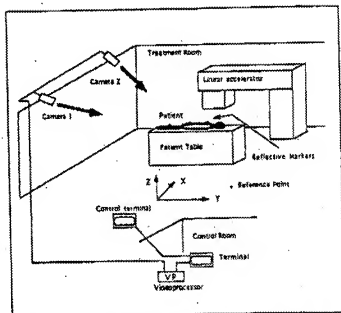 Treatment Room
Camera 2
Linear accelerator
Camera 1
Patient
Patient Table
Reflective Markers
Z
X
Y
Reference Point
Control terminal
Control Room
Terminal
VP
Videoprocessor